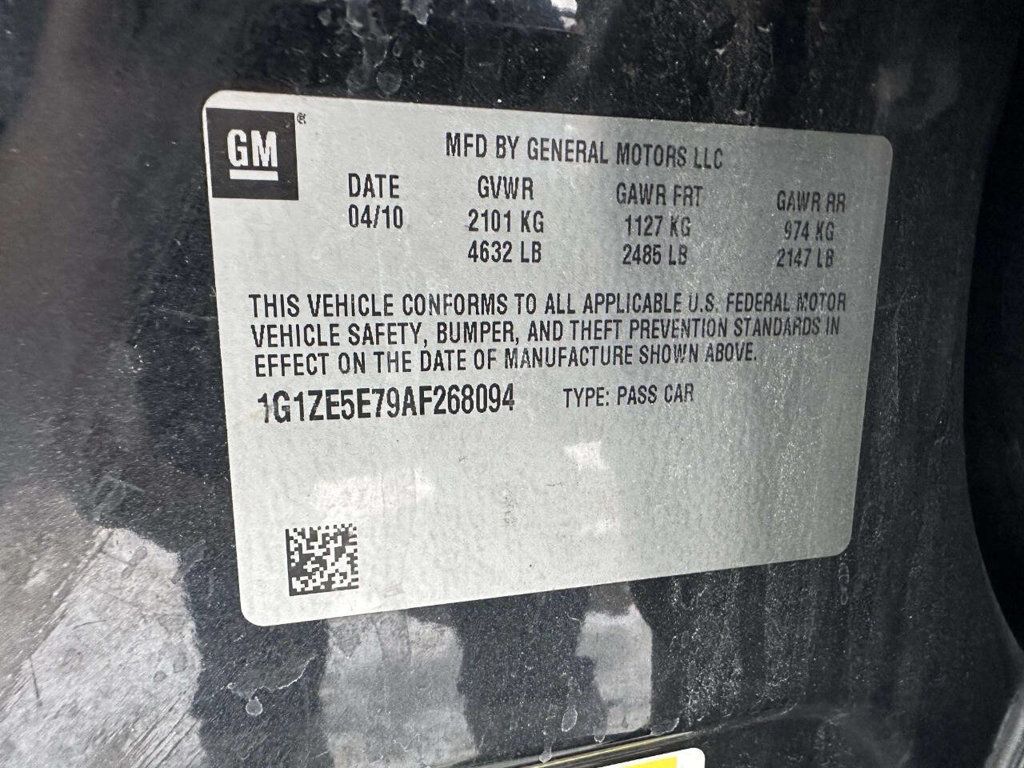 GM ®
MFD BY GENERAL MOTORS LLC
DATE GVWR GAWR FRT GAWR RR
04/10 2101 KG 1127 KG 974 KG
4632 LB 2485 LB 2147 LB
THIS VEHICLE CONFORMS TO ALL APPLICABLE U.S. FEDERAL MOTOR
VEHICLE SAFETY, BUMPER, AND THEFT PREVENTION STANDARDS IN
EFFECT ON THE DATE OF MANUFACTURE SHOWN ABOVE.
1G1ZE5E79AF268094 TYPE: PASS CAR